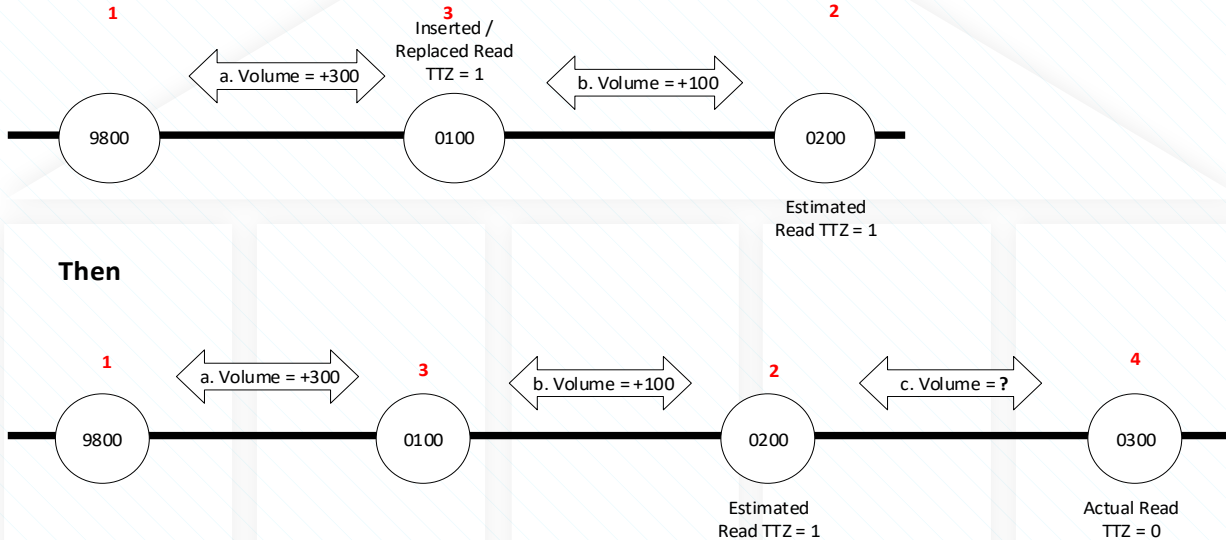 1
3
2
Inserted /
Replaced Read
TTZ = 1
a. Volume = +300
b. Volume = +100
9800
0100
0200
Estimated
Read TTZ = 1
Then
1
3
2
4
a. Volume = +300
b. Volume = +100
c. Volume = ?
9800
0100
0200
0300
Estimated
Read TTZ = 1
Actual Read
TTZ = 0